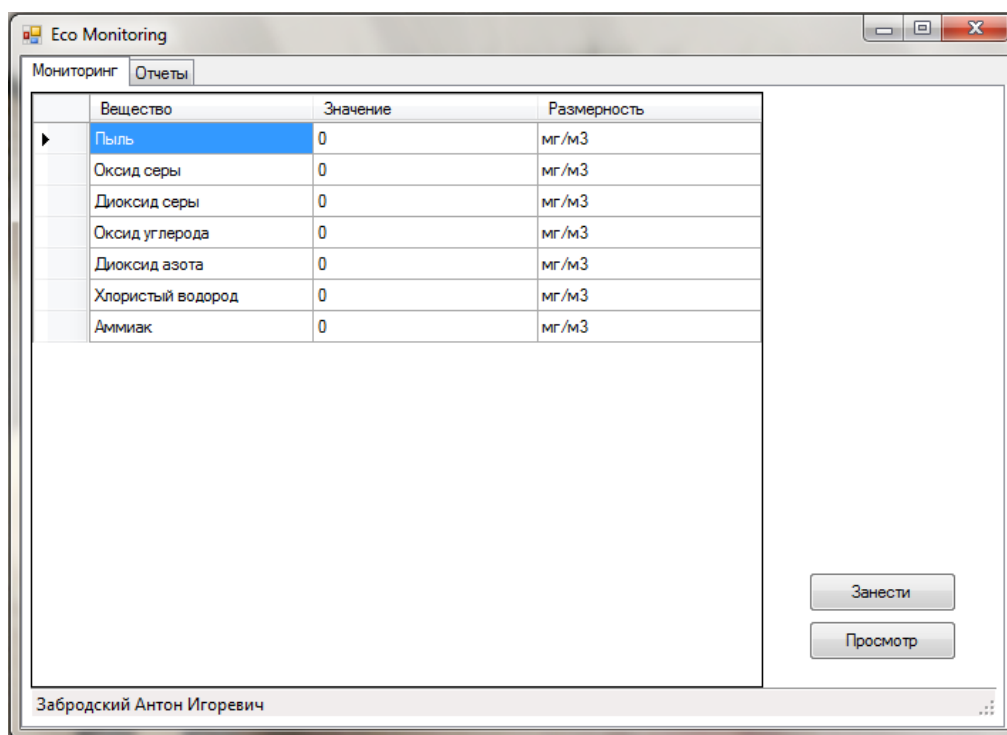 Eco Monitoring
Мониторинг Отчеты
Вещество Значение Размерность
Пыль 0 мг/м3
Оксид серы 0 мг/м3
Диоксид серы 0 мг/м3
Оксид углерода 0 мг/м3
Диоксид азота 0 мг/м3
Хлористый водород 0 мг/м3
Аммиак 0 мг/м3
Занести
Просмотр
Забродский Антон Игоревич